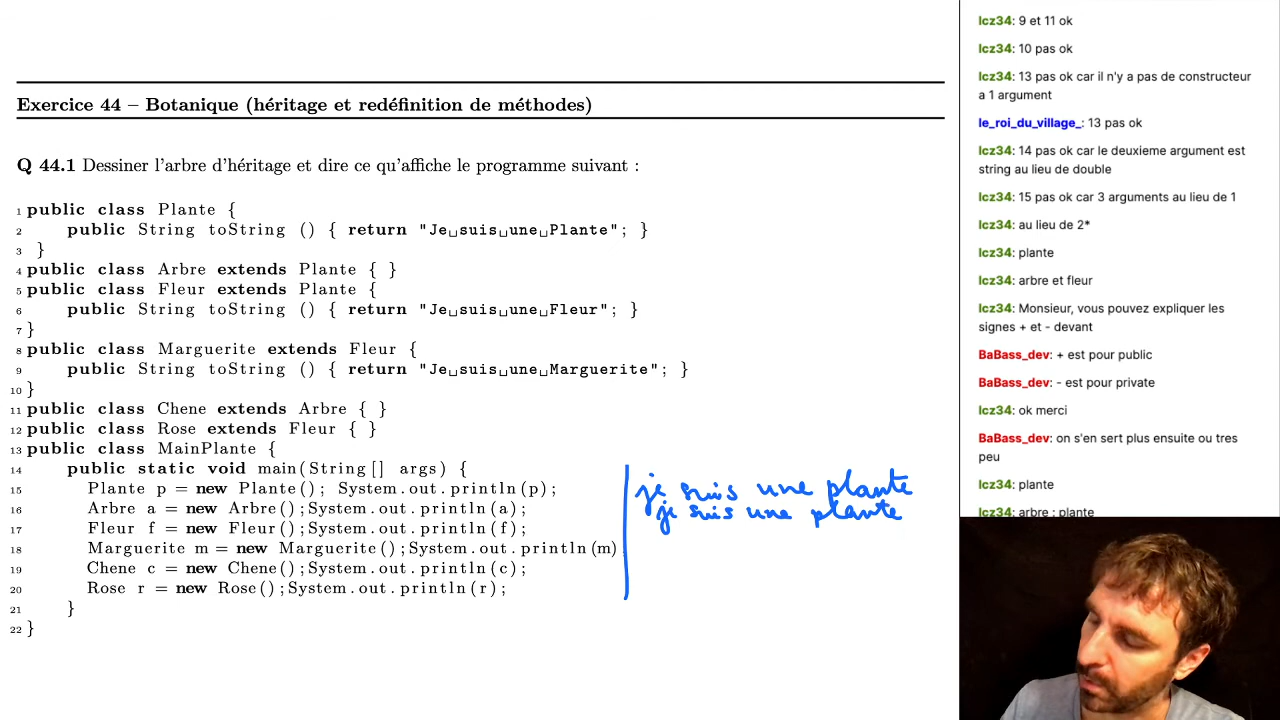 Exercice 44 – Botanique (héritage et redéfinition de méthodes)
Q 44.1 Dessiner l'arbre d'héritage et dire ce qu'affiche le programme suivant :
1 public class Plante {
2 public String toString () { return "Je␣suis␣une␣Plante"; }
3 }
4 public class Arbre extends Plante { }
5 public class Fleur extends Plante {
6 public String toString () { return "Je␣suis␣une␣Fleur"; }
7 }
8 public class Marguerite extends Fleur {
9 public String toString () { return "Je␣suis␣une␣Marguerite"; }
10 }
11 public class Chene extends Arbre { }
12 public class Rose extends Fleur { }
13 public class MainPlante {
14 public static void main(String[] args) {
15 Plante p = new Plante(); System.out.println(p);
je suis une plante
16 Arbre a = new Arbre();System.out.println(a);
je suis une plante
17 Fleur f = new Fleur();System.out.println(f);
18 Marguerite m = new Marguerite();System.out.println(m)
19 Chene c = new Chene();System.out.println(c);
20 Rose r = new Rose();System.out.println(r);
21 }
22 }
lcz34: 9 et 11 ok
lcz34: 10 pas ok
lcz34: 13 pas ok car il n'y a pas de constructeur
a 1 argument
le_roi_du_village_: 13 pas ok
lcz34: 14 pas ok car le deuxieme argument est
string au lieu de double
lcz34: 15 pas ok car 3 arguments au lieu de 1
lcz34: au lieu de 2*
lcz34: plante
lcz34: arbre et fleur
lcz34: Monsieur, vous pouvez expliquer les
signes + et - devant
BaBass_dev: + est pour public
BaBass_dev: - est pour private
lcz34: ok merci
BaBass_dev: on s'en sert plus ensuite ou tres
peu
lcz34: plante
lcz34: arbre : plante